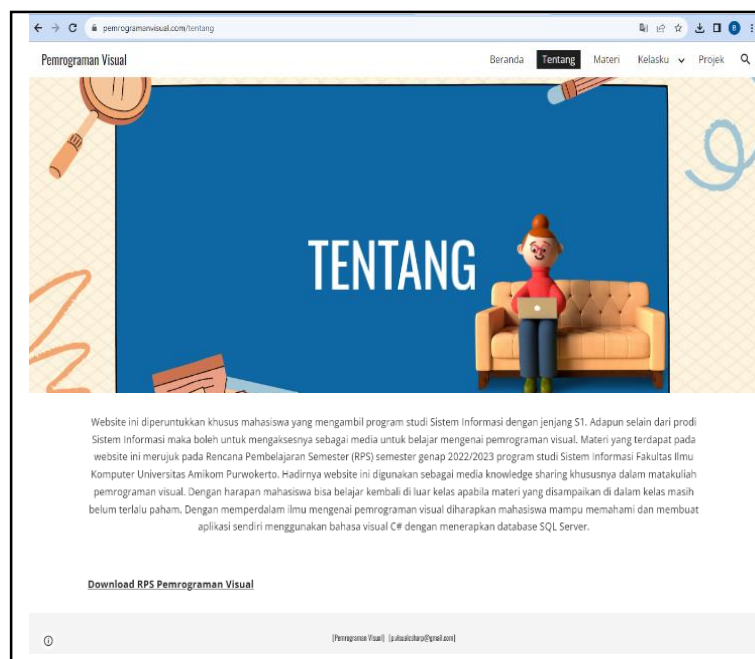 pemrogramanvisual.com/tentang
B
Pemrograman Visual
Beranda Tentang Materi Kelasku Projek
TENTANG
Website ini diperuntukkan khusus mahasiswa yang mengambil program studi Sistem Informasi dengan jenjang S1. Adapun selain dari prodi
Sistem Informasi maka boleh untuk mengaksesnya sebagai media untuk belajar mengenai pemrograman visual. Materi yang terdapat pada
website ini merujuk pada Rencana Pembelajaran Semester (RPS) semester genap 2022/2023 program studi Sistem Informasi Fakultas Ilmu
Komputer Universitas Amikom Purwokerto. Hadirnya website ini digunakan sebagai media knowledge sharing khususnya dalam matakuliah
pemrograman visual. Dengan harapan mahasiswa bisa belajar kembali di luar kelas apabila materi yang disampaikan di dalam kelas masih
belum terlalu paham. Dengan memperdalam ilmu mengenai pemrograman visual diharapkan mahasiswa mampu memahami dan membuat
aplikasi sendiri menggunakan bahasa visual C# dengan menerapkan database SQL Server.
Download RPS Pemrograman Visual
[Pemrograman Visual] [p.visualcsharp@gmail.com]